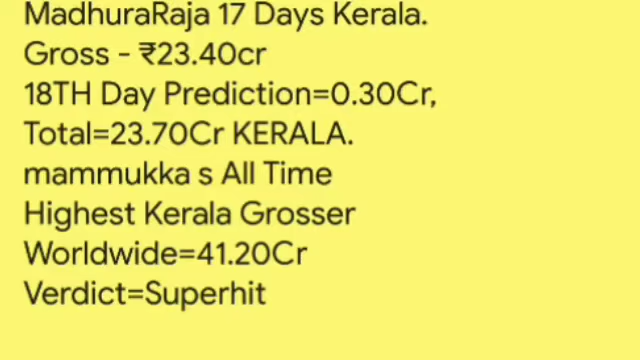 MadhuraRaja 17 Days Kerala.
Gross - ₹23.40cr
18TH Day Prediction=0.30Cr,
Total=23.70Cr KERALA.
mammukka s All Time
Highest Kerala Grosser
Worldwide=41.20Cr
Verdict=Superhit